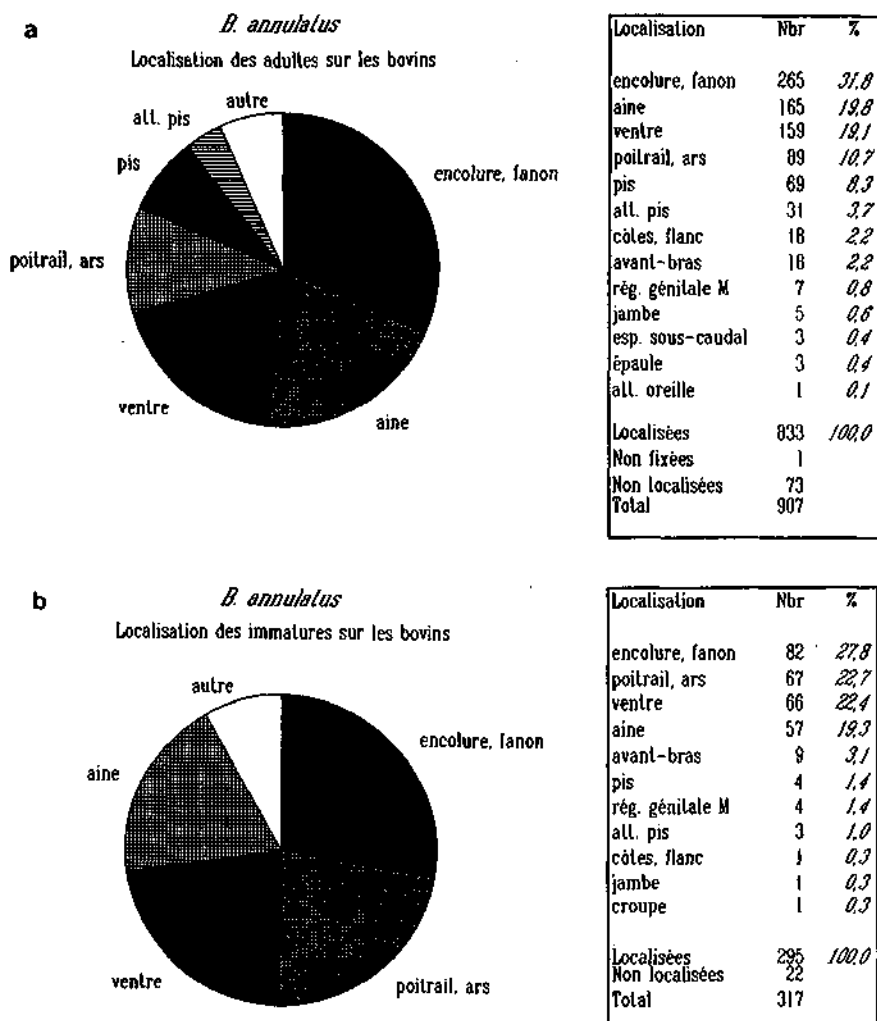 a
B. annulatus
Localisation des adultes sur les bovins
autre
all. pis
pis
encolure, fanon
poitrail, ars
ventre
aine
Localisation Nbr %
encolure, fanon 265 31,8
aine 165 19,8
ventre 159 19,1
poitrail, ars 89 10,7
pis 69 8,3
all. pis 31 3,7
côles, flanc 18 2,2
avant-bras 18 2,2
rég. génitale M 7 0,8
jambe 5 0,6
esp. sous-caudal 3 0,4
épaule 3 0,4
all. oreille 1 0,1
Localisées 833 100,0
Non fixées 1
Non localisées 73
Total 907
b
B. annulatus
Localisation des immatures sur les bovins
autre
encolure, fanon
aine
ventre
poitrail, ars
Localisation Nbr %
encolure, fanon 82 27,8
poitrail, ars 67 22,7
ventre 66 22,4
aine 57 19,3
avant-bras 9 3,1
pis 4 1,4
rég. génitale M 4 1,4
all. pis 3 1,0
côles, flanc 1 0,3
jambe 1 0,3
croupe 1 0,3
Localisées 295 100,0
Non localisées 22
Total 317